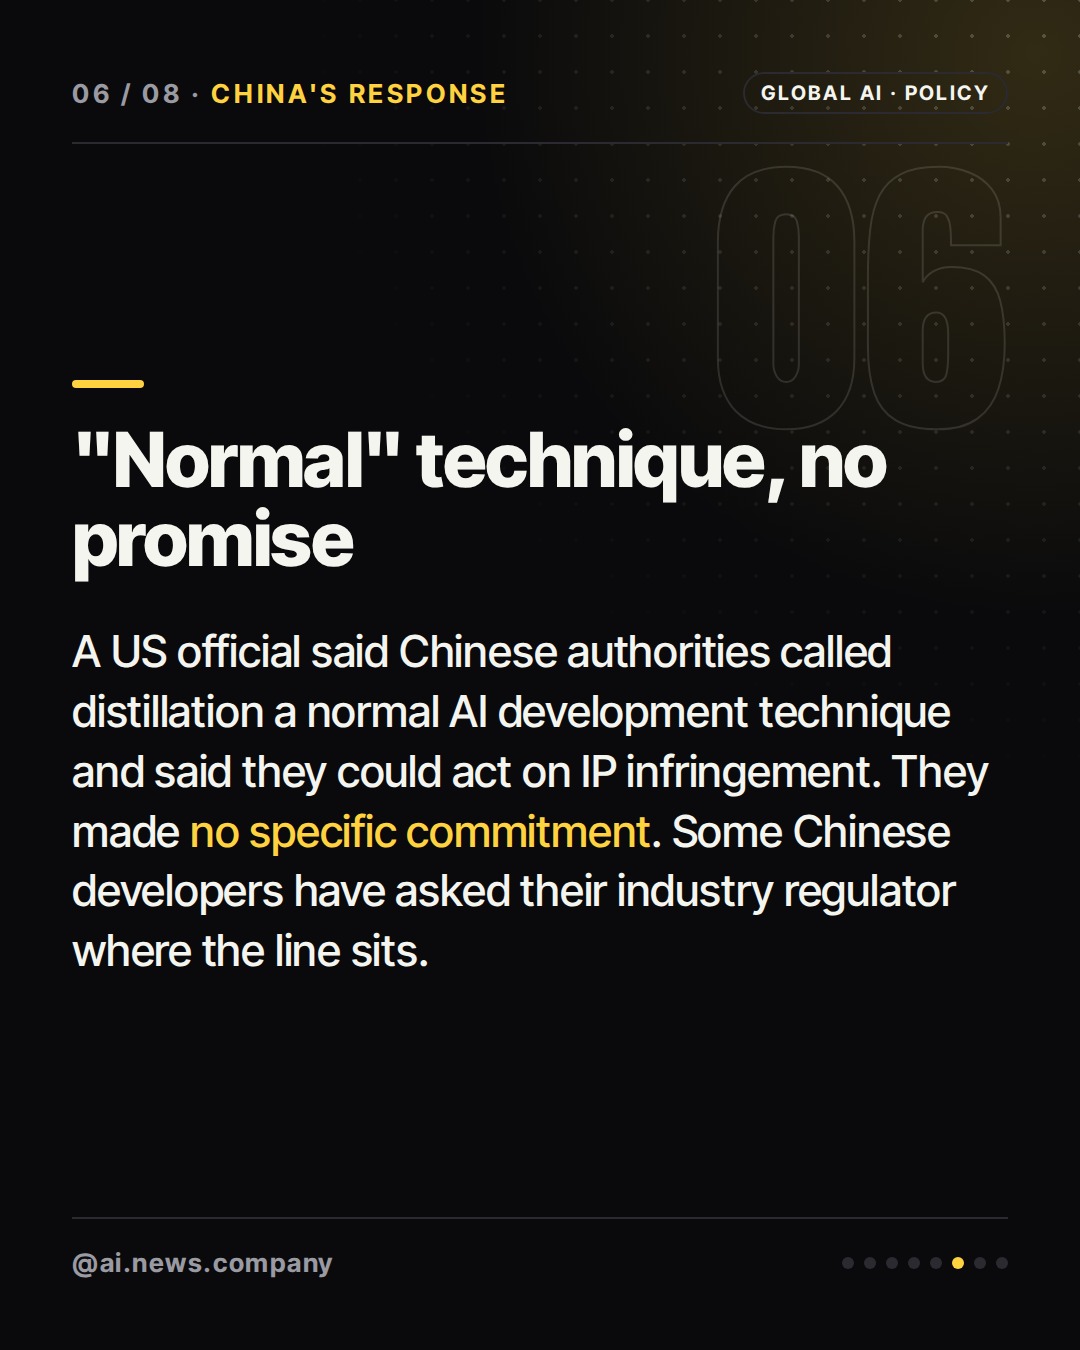 06 / 08 · CHINA'S RESPONSE
GLOBAL AI · POLICY
06
"Normal" technique, no
promise
A US official said Chinese authorities called
distillation a normal AI development technique
and said they could act on IP infringement. They
made no specific commitment. Some Chinese
developers have asked their industry regulator
where the line sits.
@ai.news.company